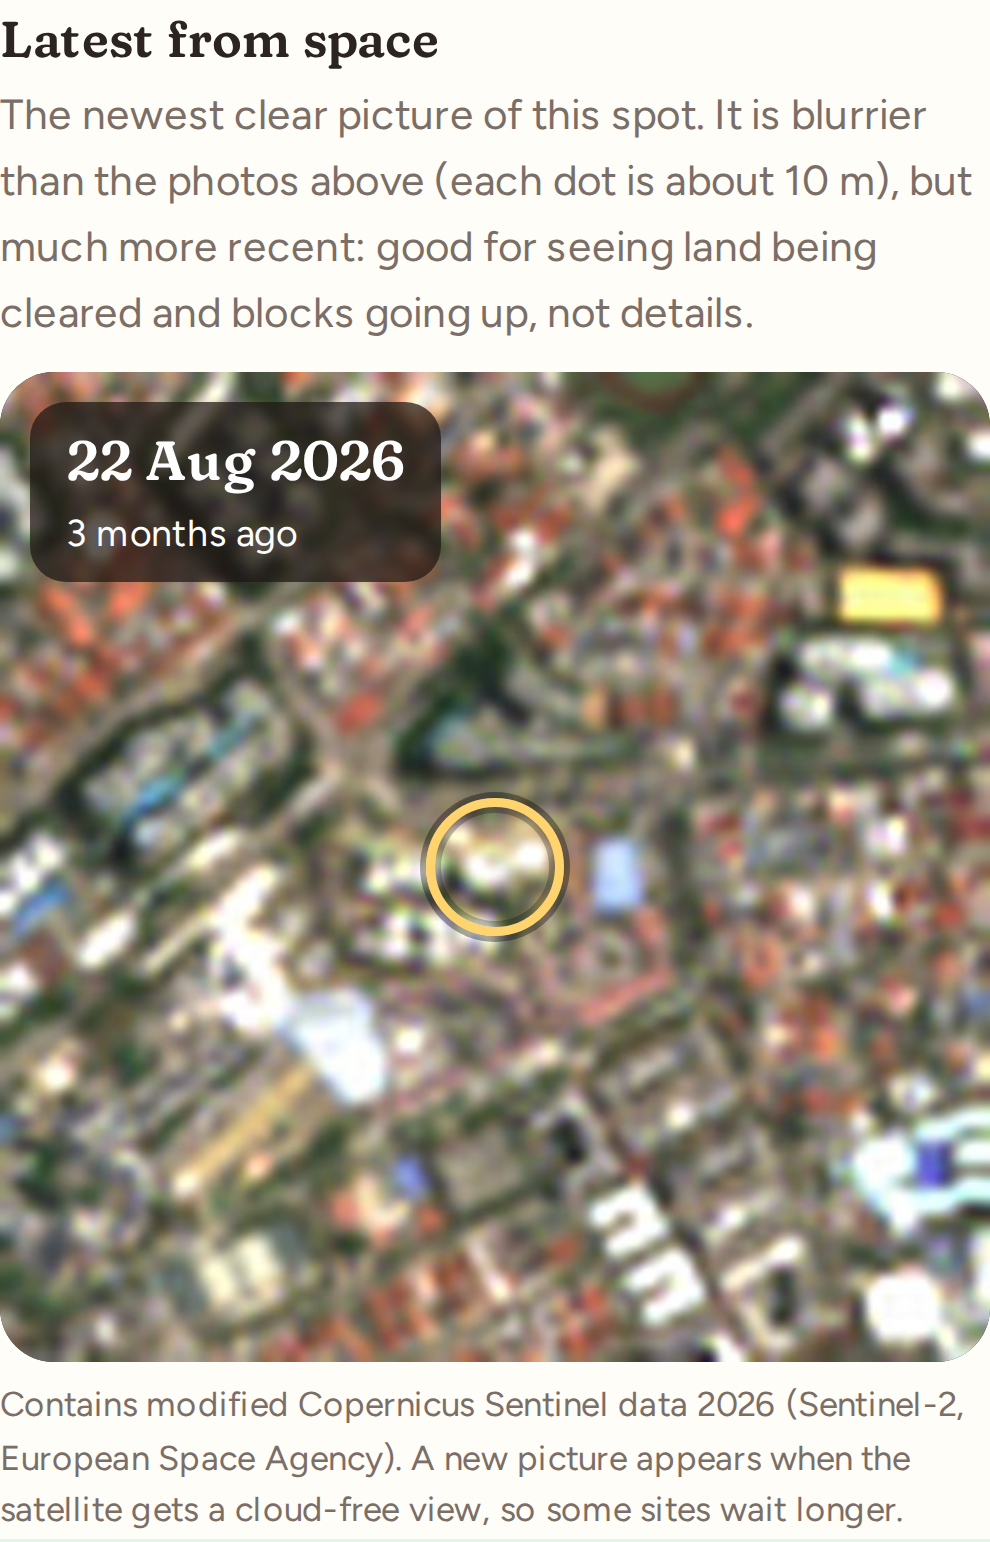 Latest from space
The newest clear picture of this spot. It is blurrier
than the photos above (each dot is about 10 m), but
much more recent: good for seeing land being
cleared and blocks going up, not details.
22 Aug 2026
3 months ago
Contains modified Copernicus Sentinel data 2026 (Sentinel-2,
European Space Agency). A new picture appears when the
satellite gets a cloud-free view, so some sites wait longer.